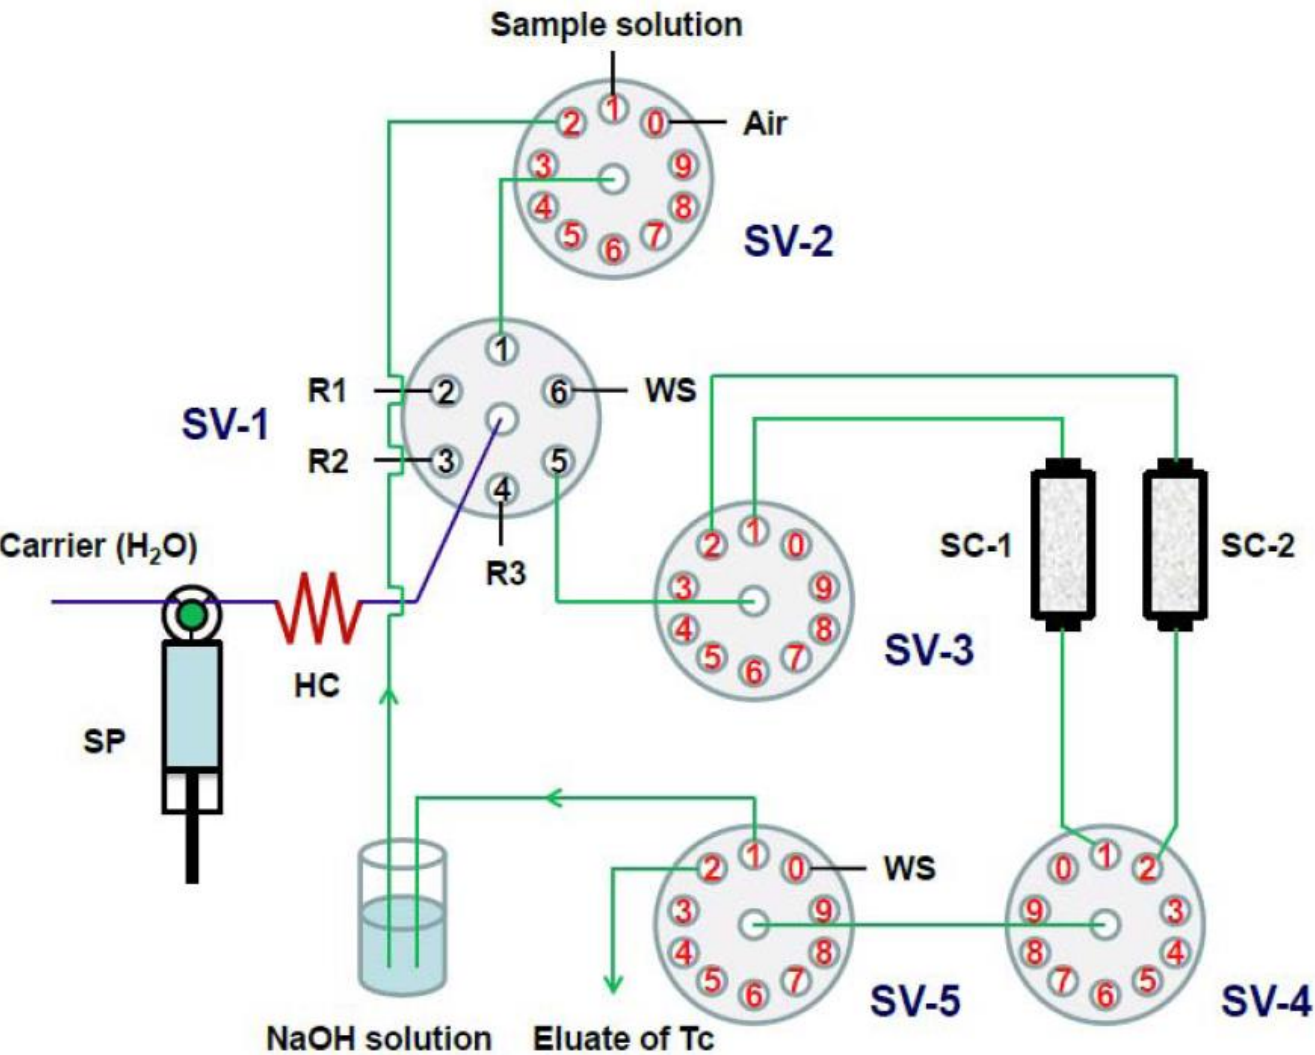 Sample solution
1
2
0
Air
3
9
4
8
5
7
6
SV-2
1
R1
2
6
WS
SV-1
R2
3
5
4
R3
Carrier (H₂O)
HC
SP
2
1
0
3
9
4
8
5
7
6
SV-3
SC-1
SC-2
1
2
0
WS
3
9
4
8
5
7
6
SV-5
1
0
2
9
3
8
4
7
5
6
SV-4
NaOH solution
Eluate of Tc